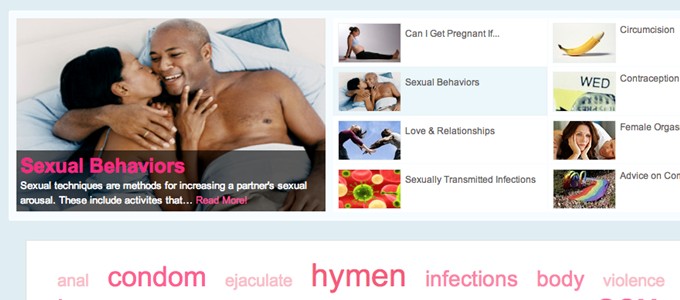 Sexual Behaviors
Sexual techniques are methods for increasing a partner's sexual
arousal. These include activites that... Read More!
Can I Get Pregnant If...
Sexual Behaviors
Love & Relationships
Sexually Transmitted Infections
Circumcision
WED
Contraception
Female Orgas
Advice on Con
anal condom ejaculate hymen infections body violence